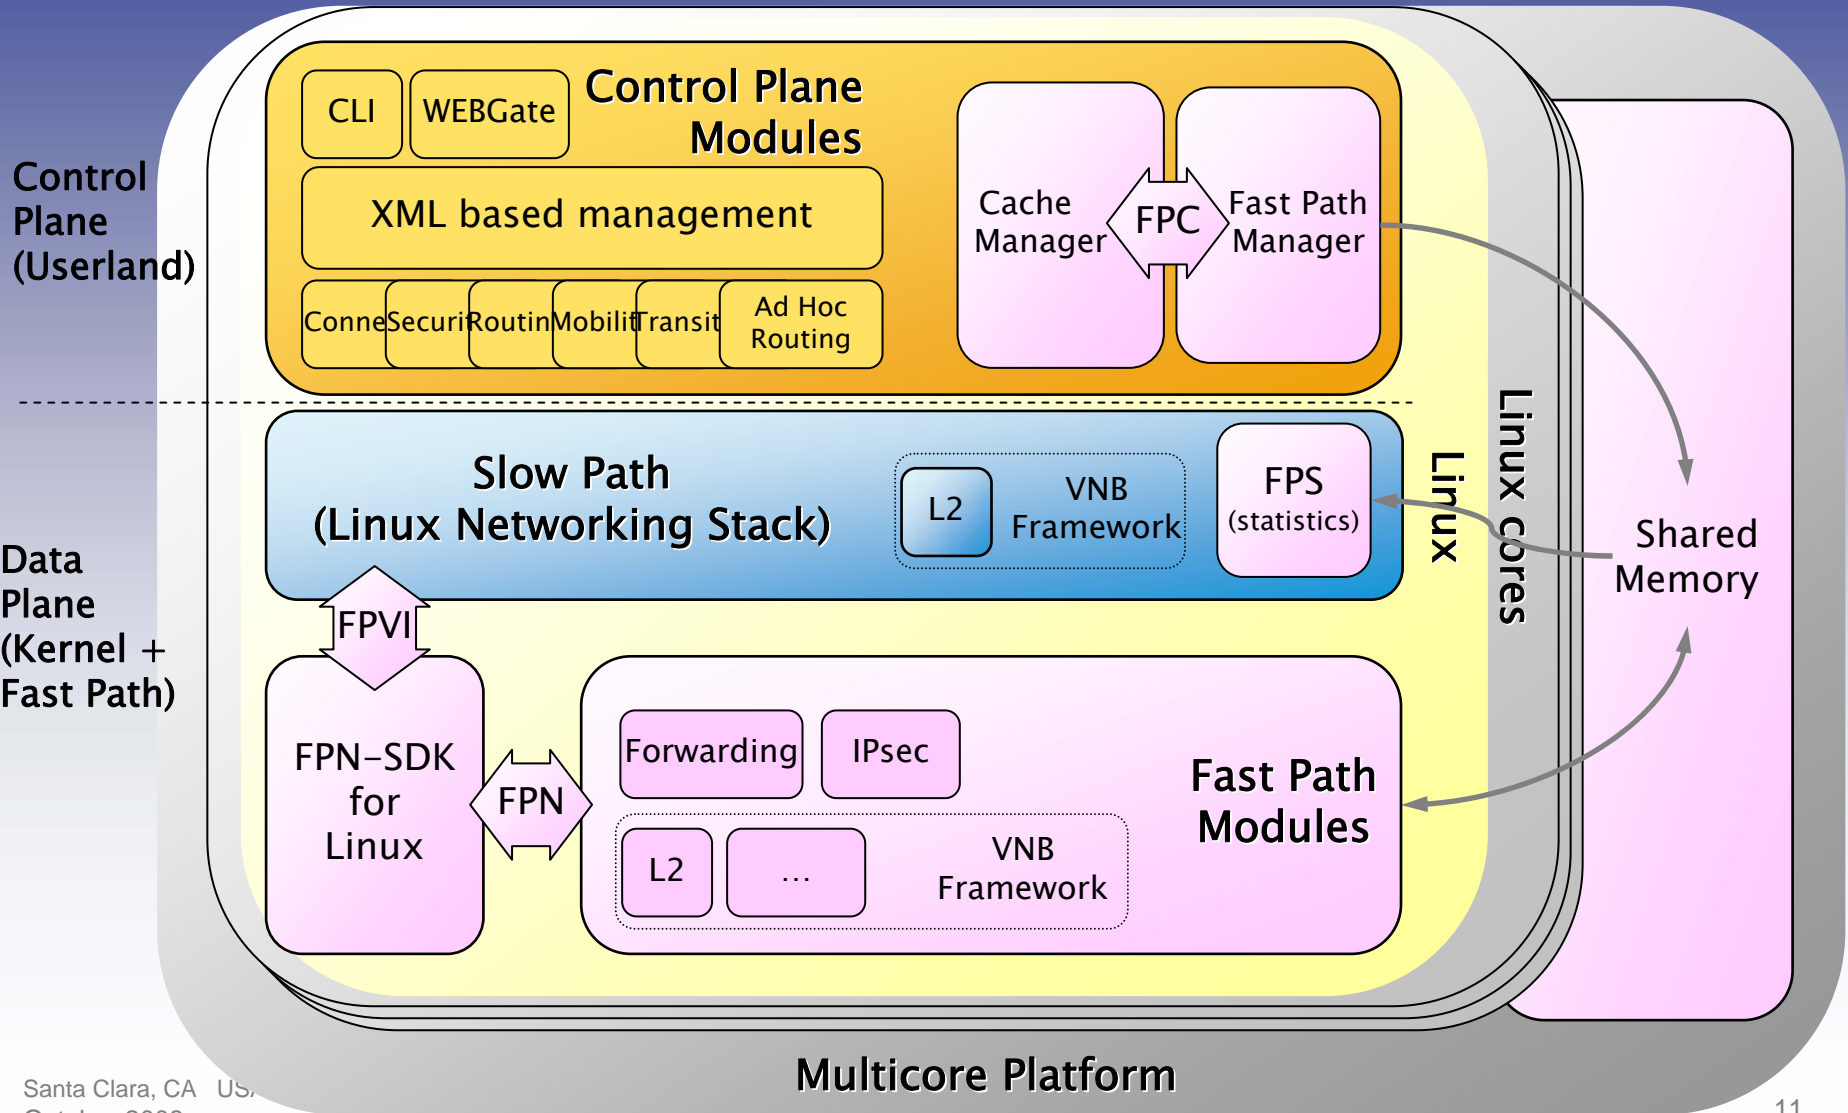 Control
Plane
(Userland)
CLI
WEBGate
Control Plane
Modules
XML based management
Conne
Securit
Routin
Mobilit
Transit
Ad Hoc
Routing
Cache
Manager
FPC
Fast Path
Manager
Data
Plane
(Kernel +
Fast Path)
Slow Path
(Linux Networking Stack)
L2
VNB
Framework
FPS
(statistics)
Linux
Linux cores
Shared
Memory
FPVI
FPN-SDK
for
Linux
FPN
Forwarding
IPsec
L2
...
VNB
Framework
Fast Path
Modules
Multicore Platform
Santa Clara, CA USA
11